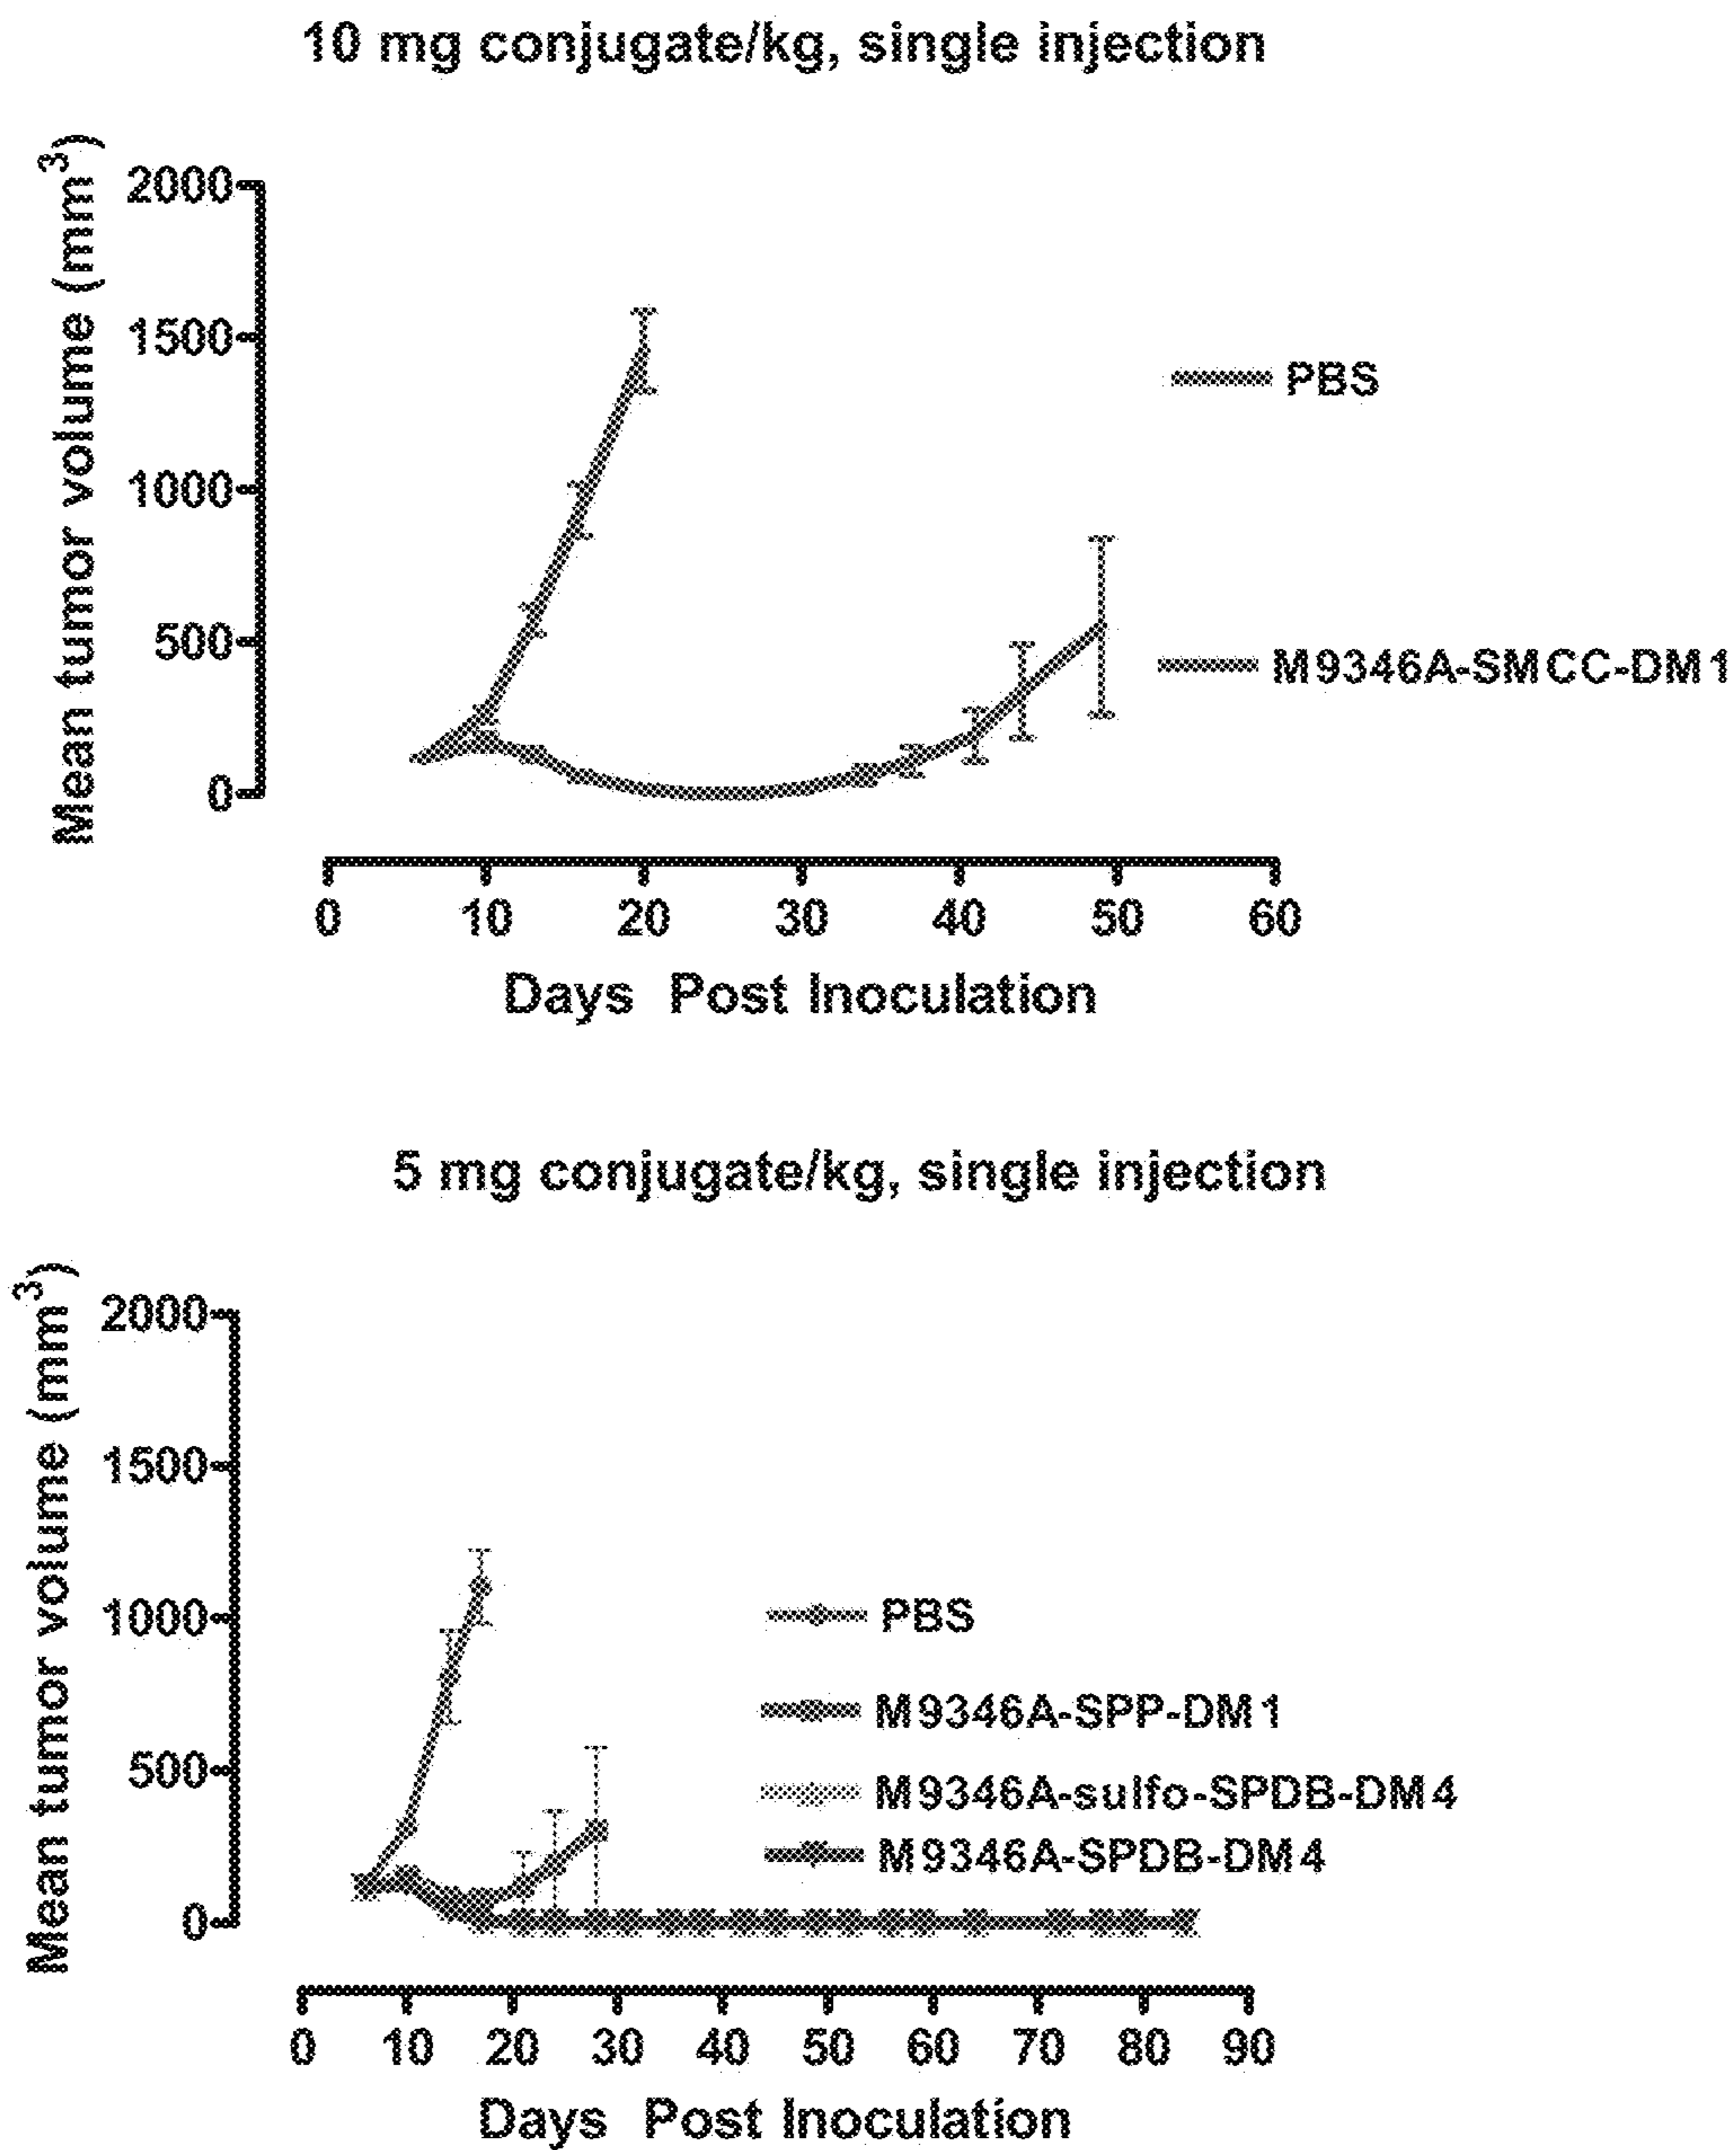 10 mg conjugate/kg, single injection
Mean tumor volume (mm³)
2000
1500
1000
500
0
PBS
M9346A-SMCC-DM1
0 10 20 30 40 50 60
Days Post Inoculation
5 mg conjugate/kg, single injection
Mean tumor volume (mm³)
2000
1500
1000
500
0
PBS
M9346A-SPP-DM1
M9346A-sulfo-SPDB-DM4
M9346A-SPDB-DM4
0 10 20 30 40 50 60 70 80 90
Days Post Inoculation